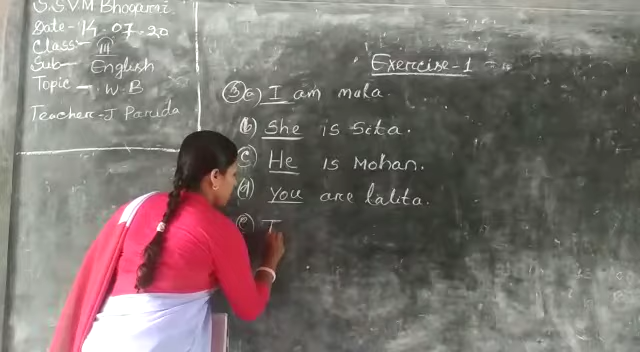 S.S.V.M Bhogarai
Date- 14.07.20
Class- III
Sub- English
Topic - W.B
Teacher- J Parida
Exercise-1
③ (a) I am mala.
(b) She is Sita.
(c) He is Mohan.
(d) you are lalita.
(e) I